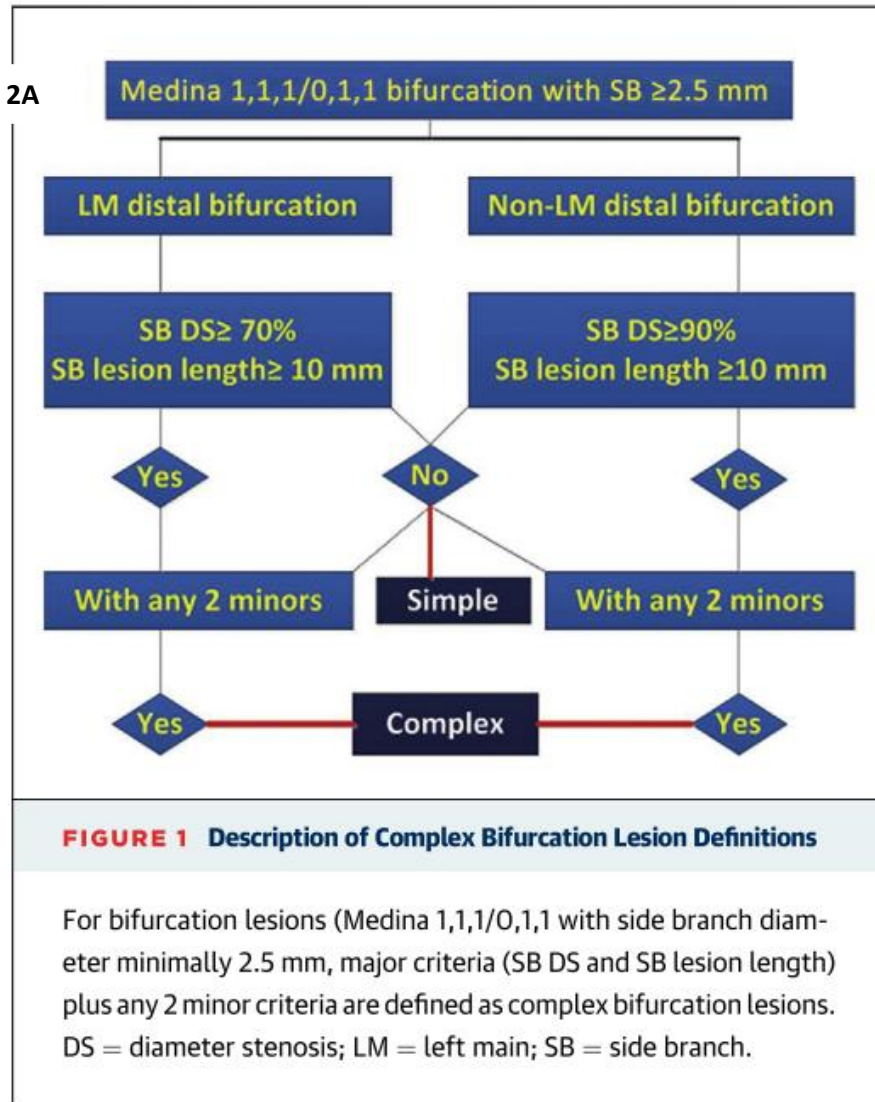 2A
Medina 1,1,1/0,1,1 bifurcation with SB ≥2.5 mm
LM distal bifurcation
Non-LM distal bifurcation
SB DS≥ 70%
SB lesion length≥ 10 mm
SB DS≥90%
SB lesion length ≥10 mm
Yes
No
Yes
With any 2 minors
Simple
With any 2 minors
Yes
Complex
Yes
FIGURE 1 Description of Complex Bifurcation Lesion Definitions
For bifurcation lesions (Medina 1,1,1/0,1,1 with side branch diam-
eter minimally 2.5 mm, major criteria (SB DS and SB lesion length)
plus any 2 minor criteria are defined as complex bifurcation lesions.
DS = diameter stenosis; LM = left main; SB = side branch.